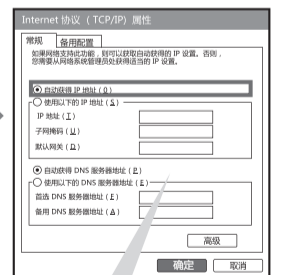 Internet 协议 （TCP/IP）属性
常规 备用配置
如果网络支持此功能，则可以获取自动获得的 IP 设置。否则，
您需要从网络系统管理员处获得适当的 IP 设置。
自动获得 IP 地址（O）
使用以下的 IP 地址（S）
IP 地址（I）
子网掩码（U）
默认网关（D）
自动获得 DNS 服务器地址（P）
使用以下的 DNS 服务器地址（E）
首选 DNS 服务器地址（F）
备用 DNS 服务器地址（A）
高级
确定 取消